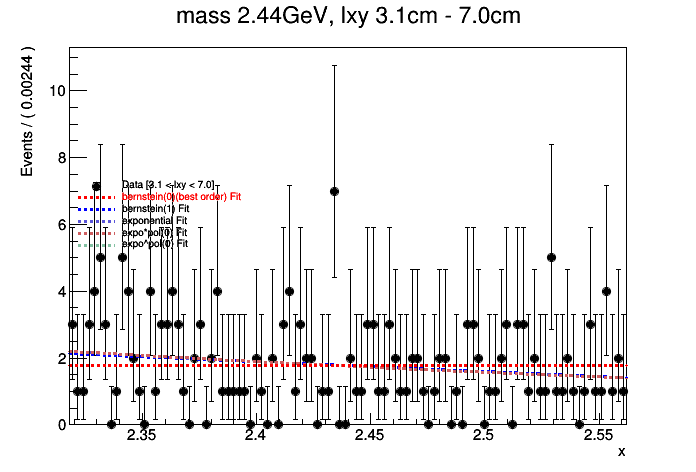 mass 2.44GeV, lxy 3.1cm - 7.0cm
Events / ( 0.00244 )
10
8
6
4
2
0
Data [3.1 < lxy < 7.0]
bernstein(0)(best order) Fit
bernstein(1) Fit
exponential Fit
expo*pol(0) Fit
expo^pol(0) Fit
2.35 2.4 2.45 2.5 2.55
x